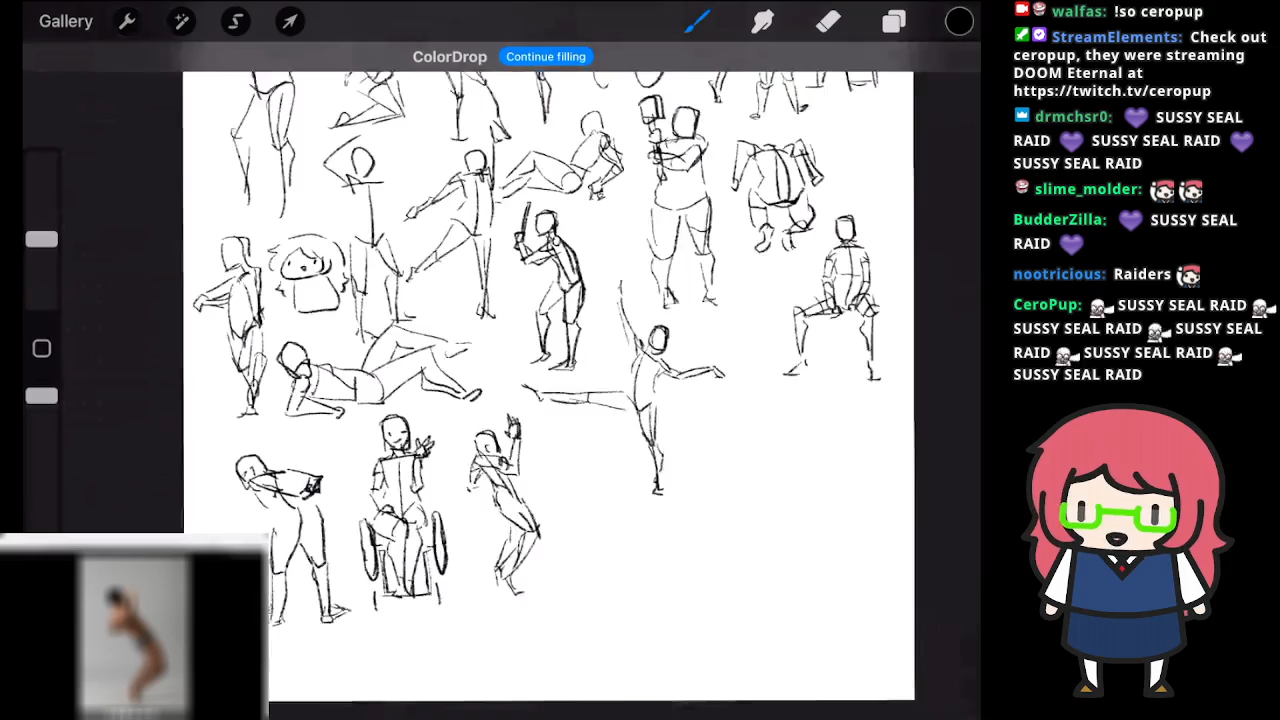 Gallery
ColorDrop Continue filling
walfas: !so ceropup
StreamElements: Check out
ceropup, they were streaming
DOOM Eternal at
https://twitch.tv/ceropup
drmchsr0: SUSSY SEAL
RAID SUSSY SEAL RAID
SUSSY SEAL RAID
slime_molder:
BudderZilla: SUSSY SEAL
RAID
nootricious: Raiders
CeroPup: SUSSY SEAL RAID
SUSSY SEAL RAID SUSSY SEAL
RAID SUSSY SEAL RAID
SUSSY SEAL RAID